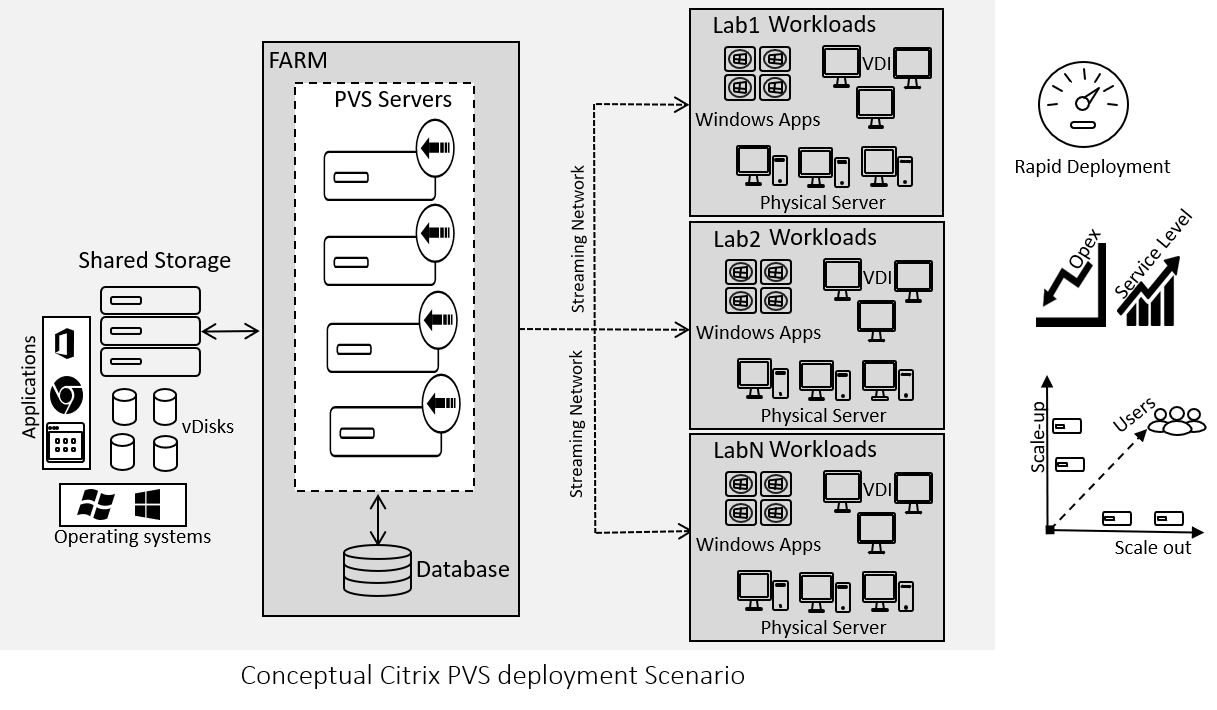 Shared Storage
Applications
vDisks
Operating systems
FARM
PVS Servers
Database
Streaming Network
Streaming Network
Lab1 Workloads
VDI
Windows Apps
Physical Server
Lab2 Workloads
VDI
Windows Apps
Physical Server
LabN Workloads
VDI
Windows Apps
Physical Server
Rapid Deployment
Opex
Service Level
Scale-up
Users
Scale out
Conceptual Citrix PVS deployment Scenario